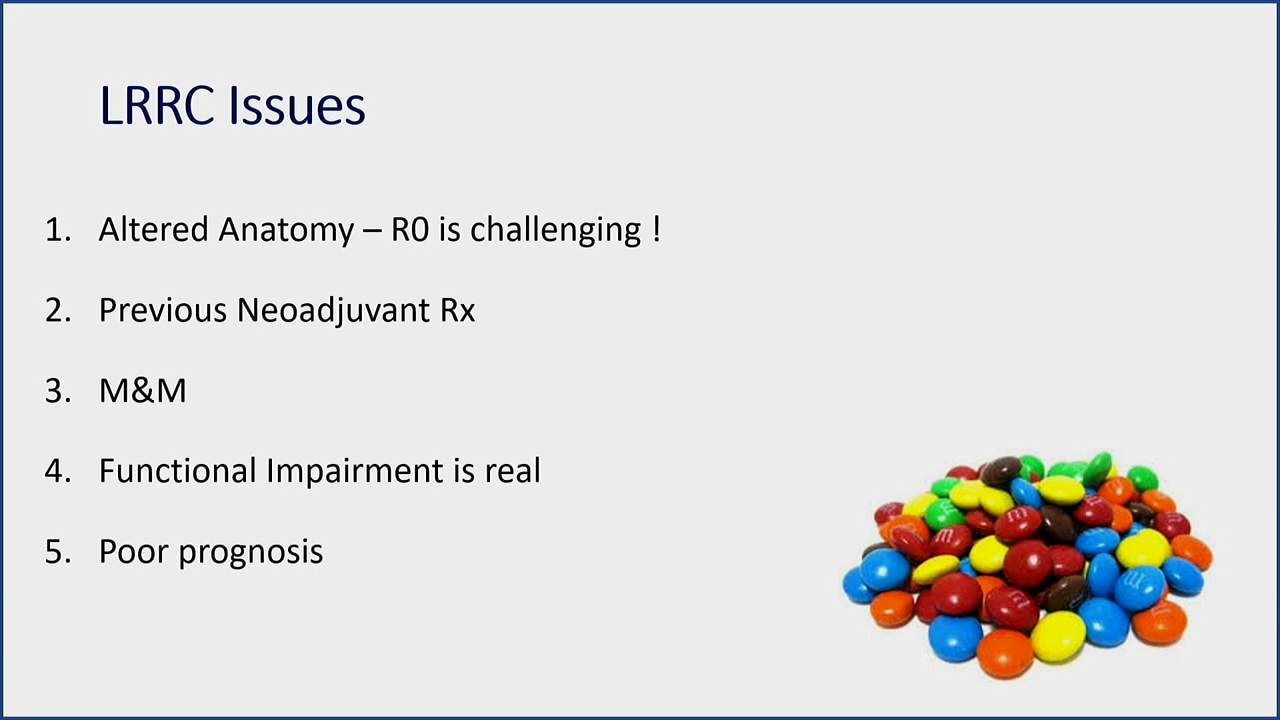 LRRC Issues
1. Altered Anatomy – R0 is challenging !
2. Previous Neoadjuvant Rx
3. M&M
4. Functional Impairment is real
5. Poor prognosis
m
m
m
m
m